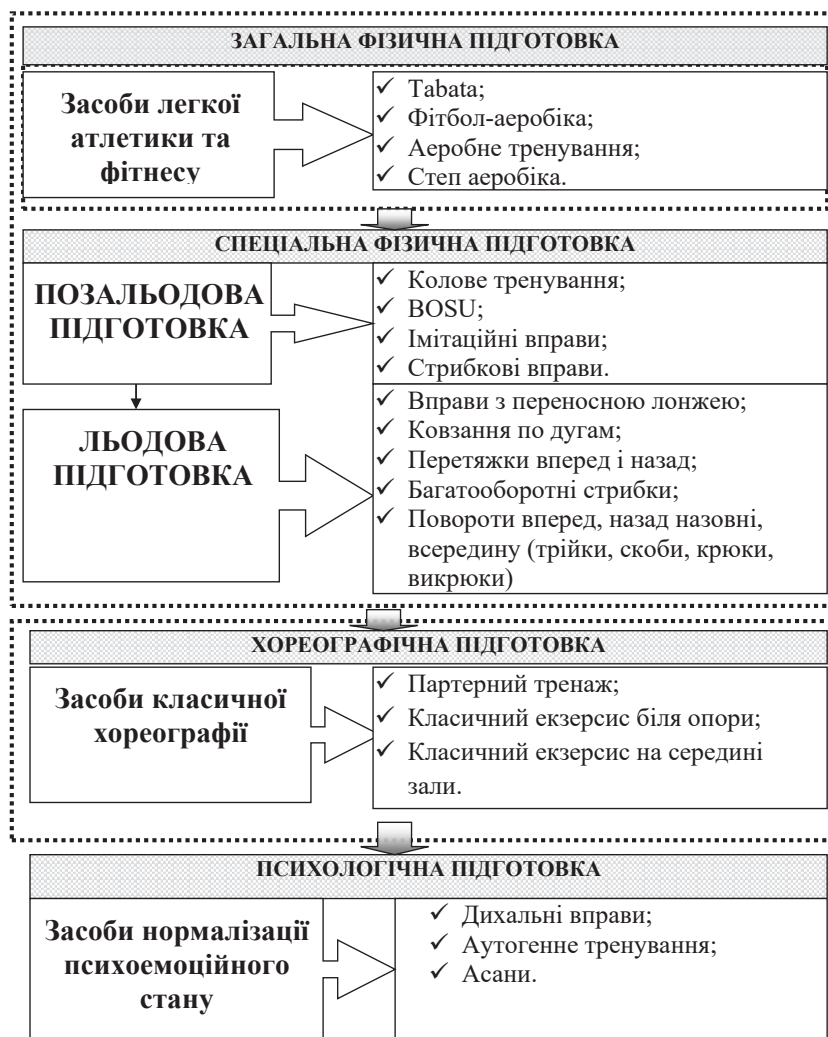 ЗАГАЛЬНА ФІЗИЧНА ПІДГОТОВКА
Засоби легкої
атлетики та
фітнесу
✓ Tabata;
✓ Фітбол-аеробіка;
✓ Аеробне тренування;
✓ Степ аеробіка.
СПЕЦІАЛЬНА ФІЗИЧНА ПІДГОТОВКА
ПОЗАЛЬОДОВА
ПІДГОТОВКА
✓ Колове тренування;
✓ BOSU;
✓ Імітаційні вправи;
✓ Стрибкові вправи.
ЛЬОДОВА
ПІДГОТОВКА
✓ Вправи з переносною лонжею;
✓ Ковзання по дугам;
✓ Перетяжки вперед і назад;
✓ Багатооборотні стрибки;
✓ Повороти вперед, назад назовні,
всередину (трійки, скоби, крюки,
викрюки)
ХОРЕОГРАФІЧНА ПІДГОТОВКА
Засоби класичної
хореографії
✓ Партерний тренаж;
✓ Класичний екзерсис біля опори;
✓ Класичний екзерсис на середині
зали.
ПСИХОЛОГІЧНА ПІДГОТОВКА
Засоби нормалізації
психоемоційного
стану
✓ Дихальні вправи;
✓ Аутогенне тренування;
✓ Асани.